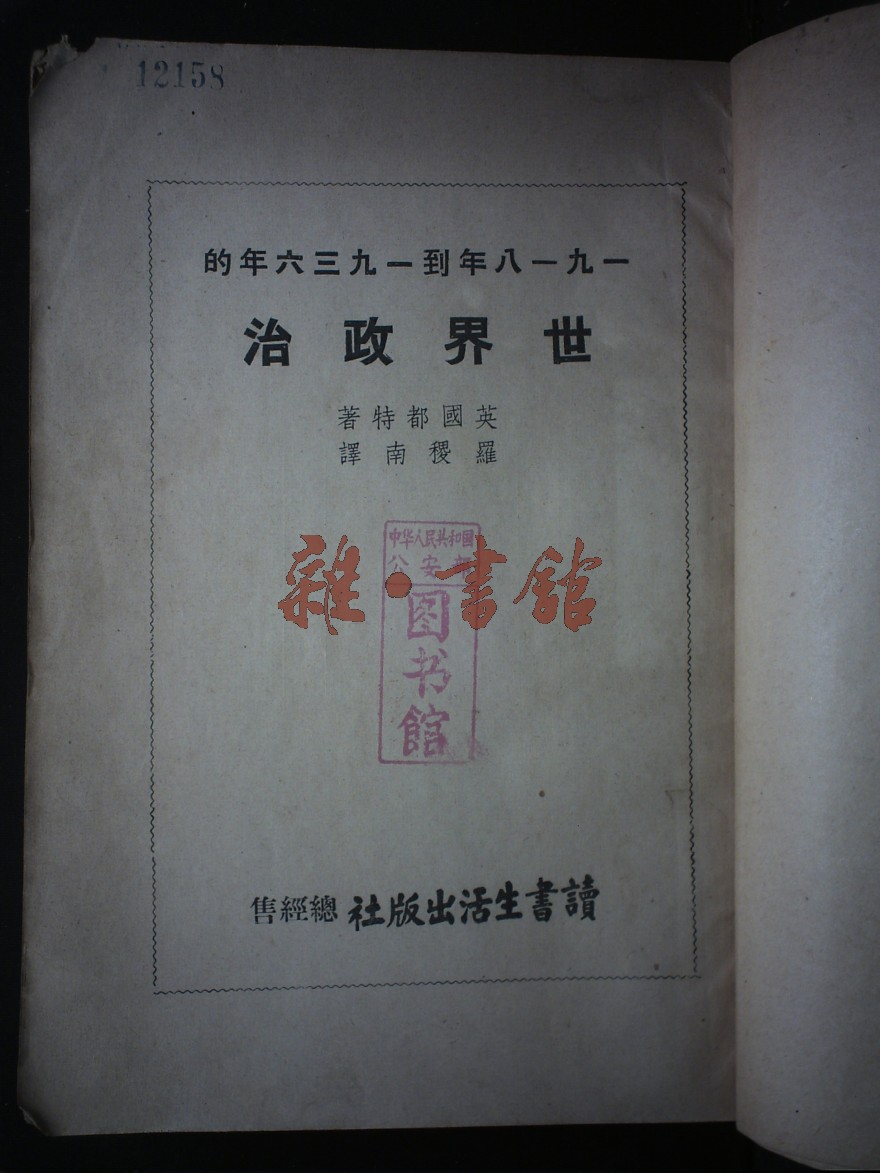 12158
一九一八年到一九三六年的
世界政治
英國都特著
羅稷南譯
中华人民共和国
公安部
图书馆
雜·書館
讀書生活出版社總經售